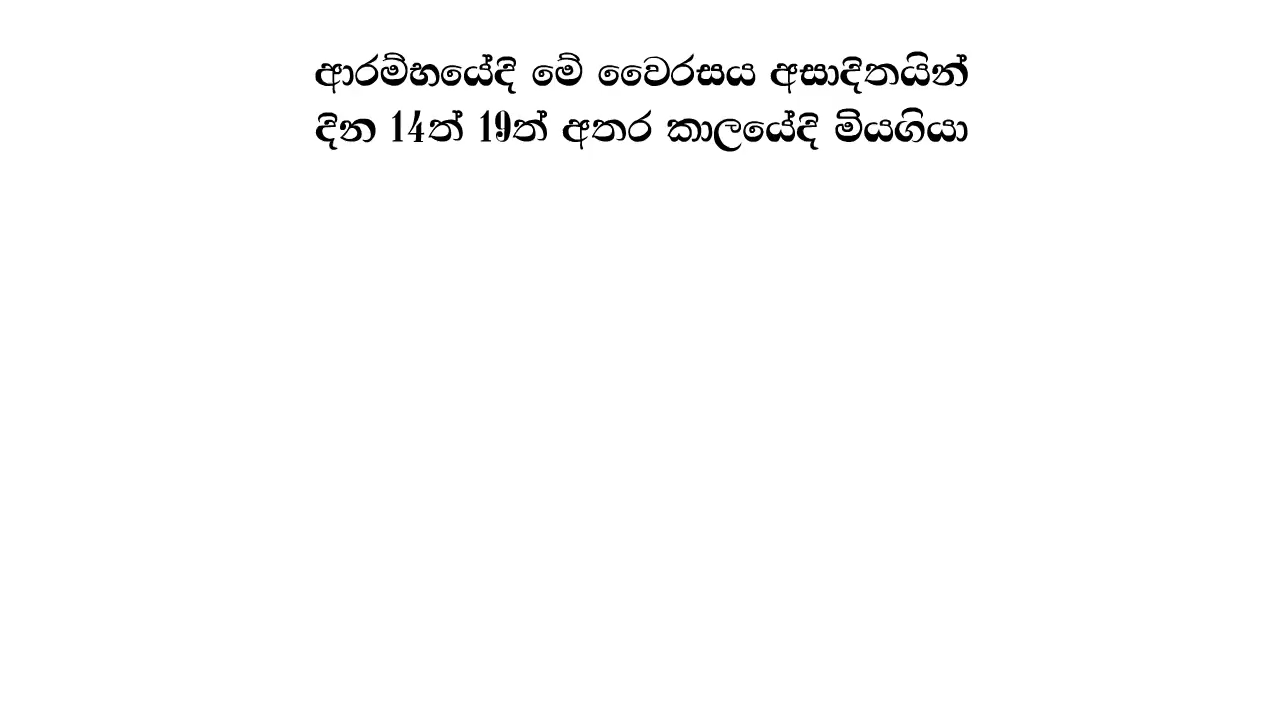 ආරම්භයේදි මේ වෛරසය අසාදිතයින්
දින 14ත් 19ත් අතර කාලයේදි මියගියා